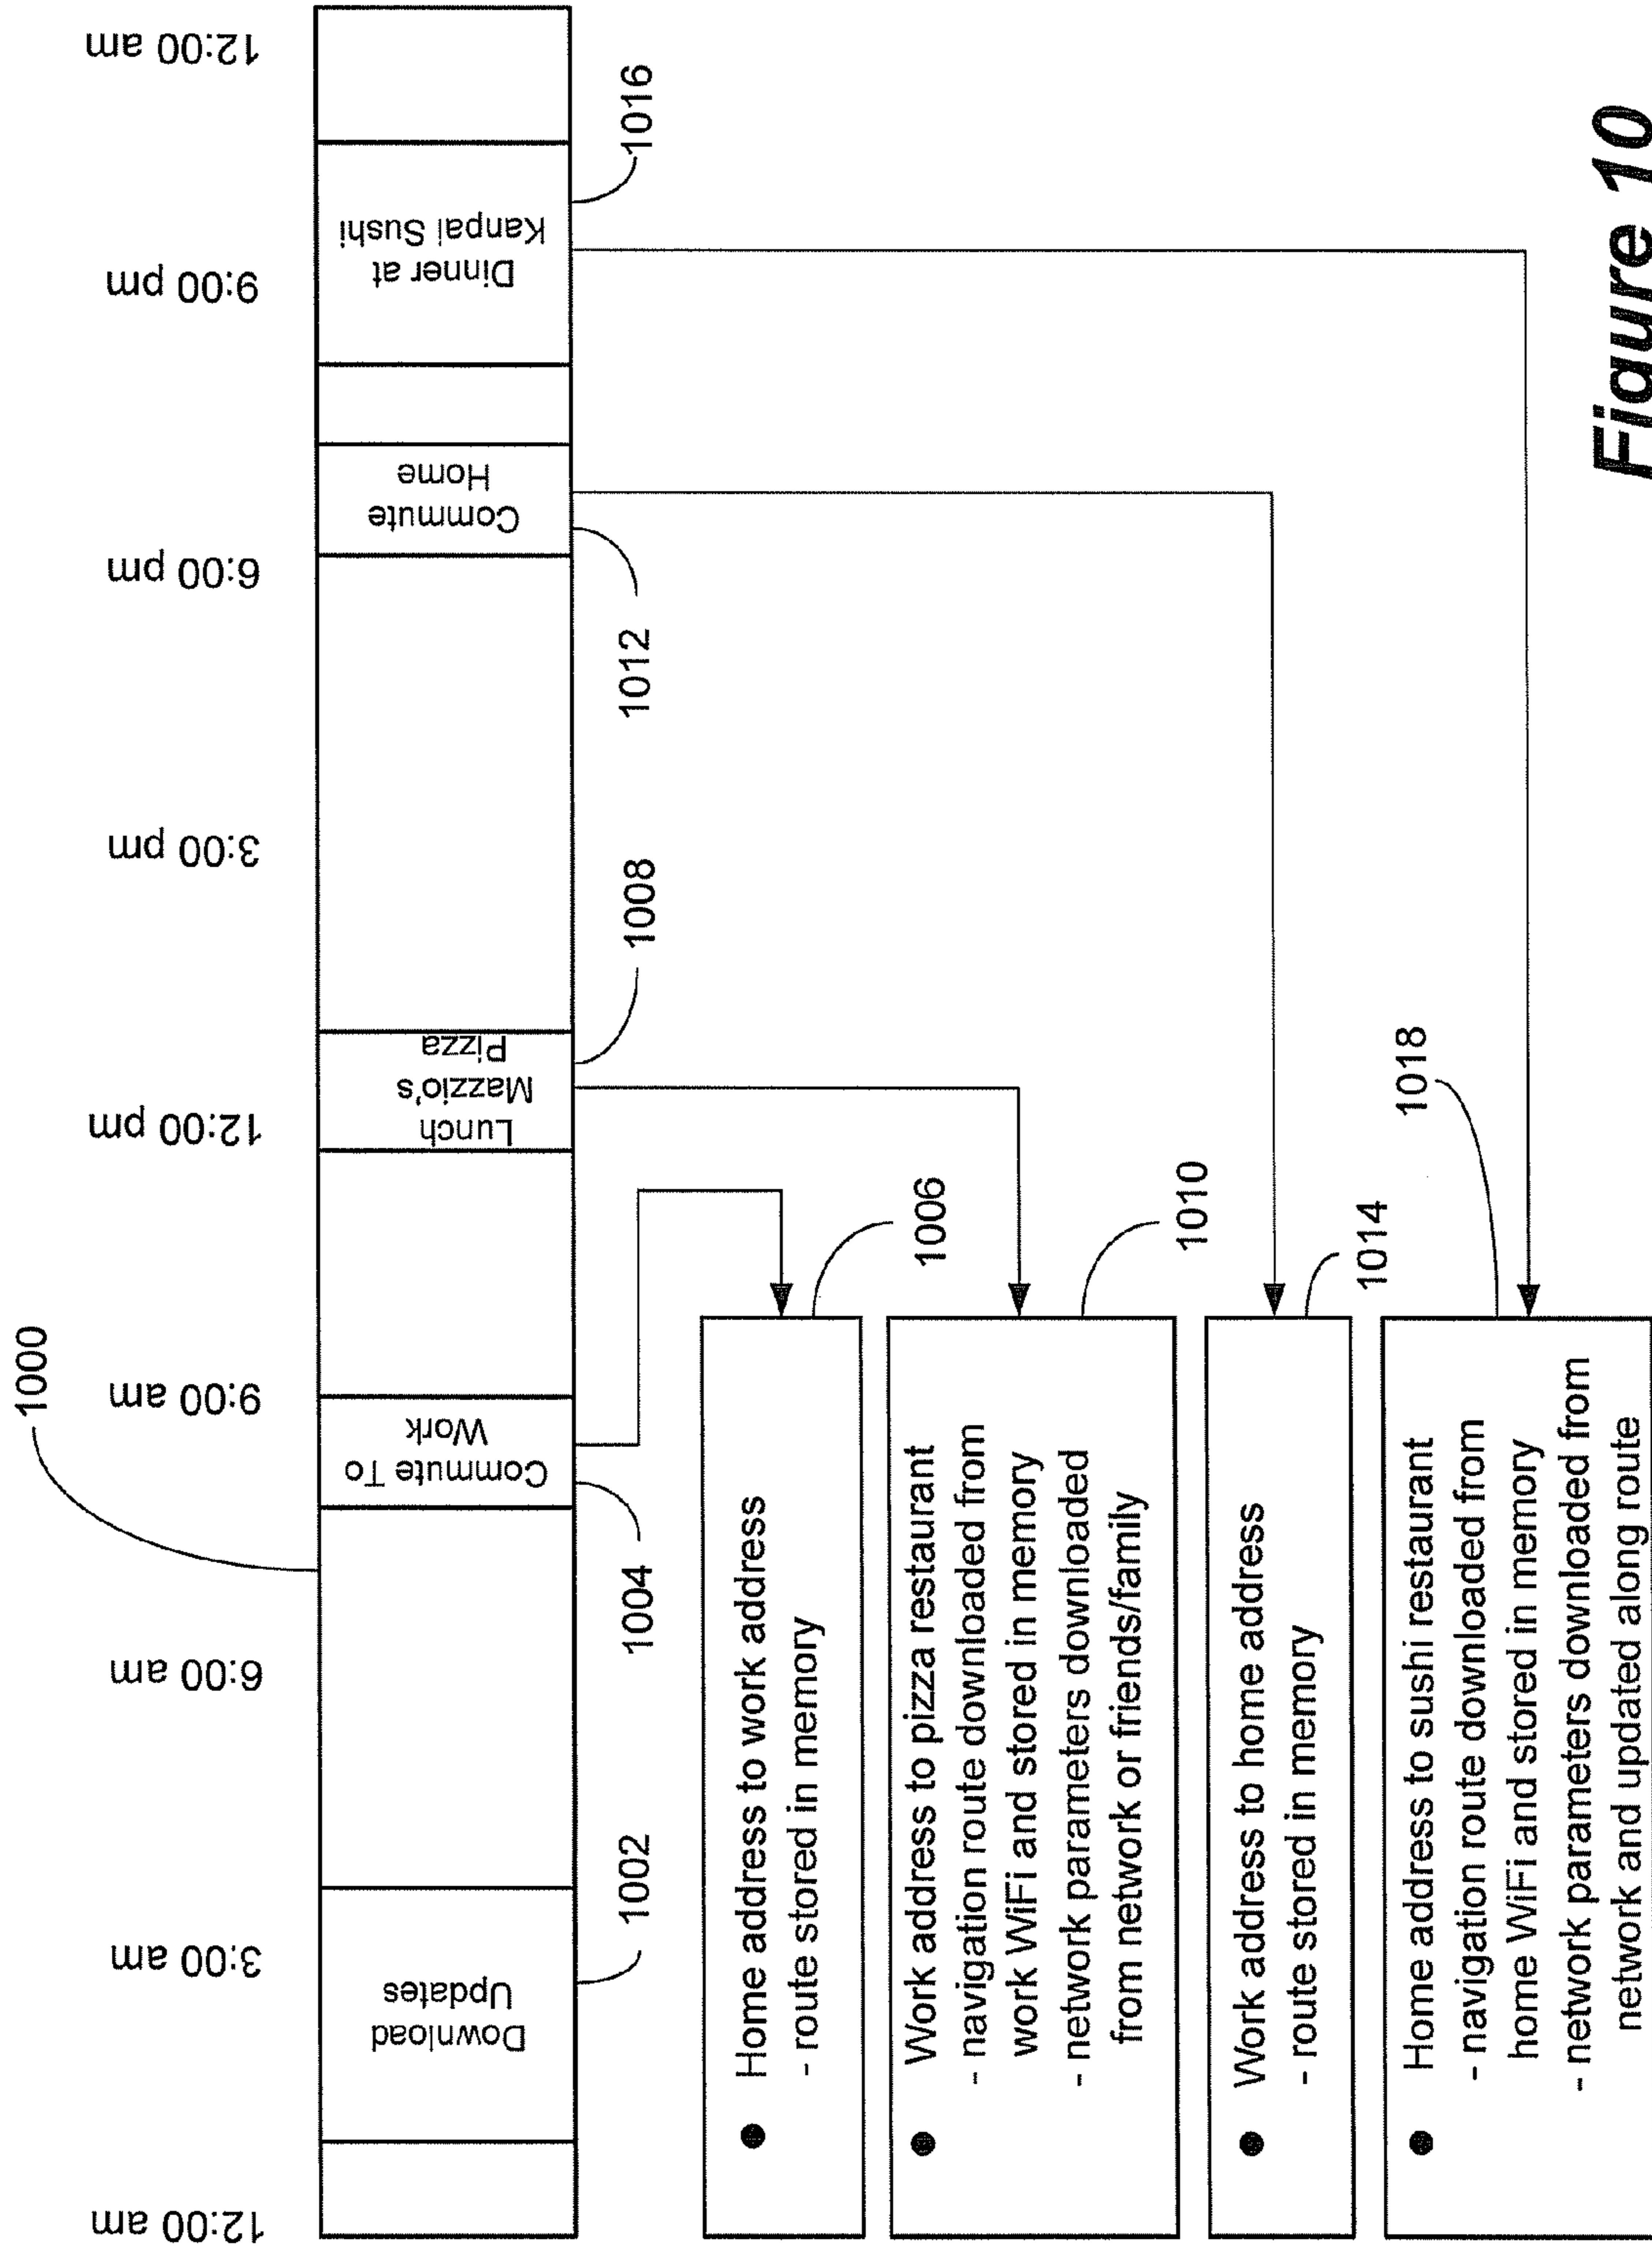 1000
12:00 am
3:00 am
6:00 am
9:00 am
12:00 pm
3:00 pm
6:00 pm
9:00 pm
12:00 am
Download
Updates
Commute To
Work
Lunch
Mazzio's
Pizza
Commute
Home
Dinner at
Kanpai Sushi
1002
1004
1008
1012
1016
● Home address to work address
- route stored in memory
1006
● Work address to pizza restaurant
- navigation route downloaded from
work WiFi and stored in memory
- network parameters downloaded
from network or friends/family
1010
● Work address to home address
- route stored in memory
1014
● Home address to sushi restaurant
- navigation route downloaded from
home WiFi and stored in memory
- network parameters downloaded from
network and updated along route
1018
Figure 10